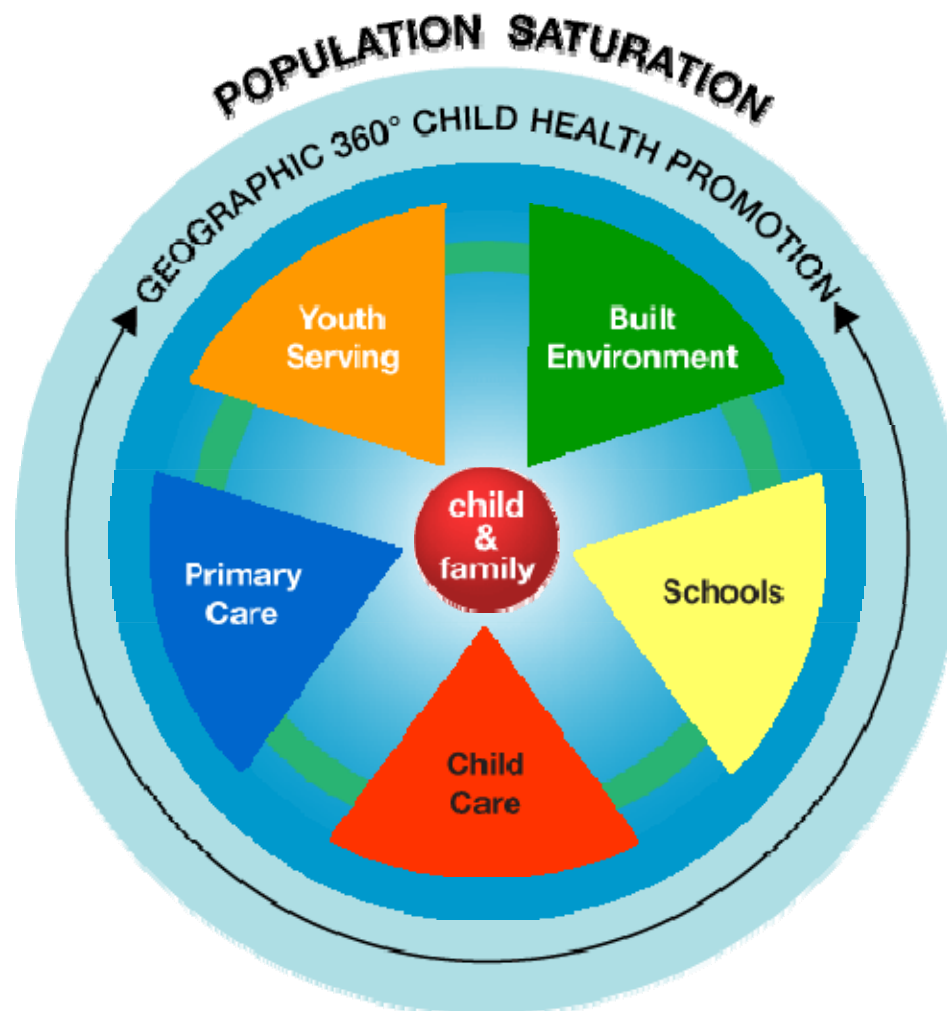 POPULATION SATURATION
GEOGRAPHIC 360° CHILD HEALTH PROMOTION
Youth
Serving
Built
Environment
child
&
family
Primary
Care
Schools
Child
Care